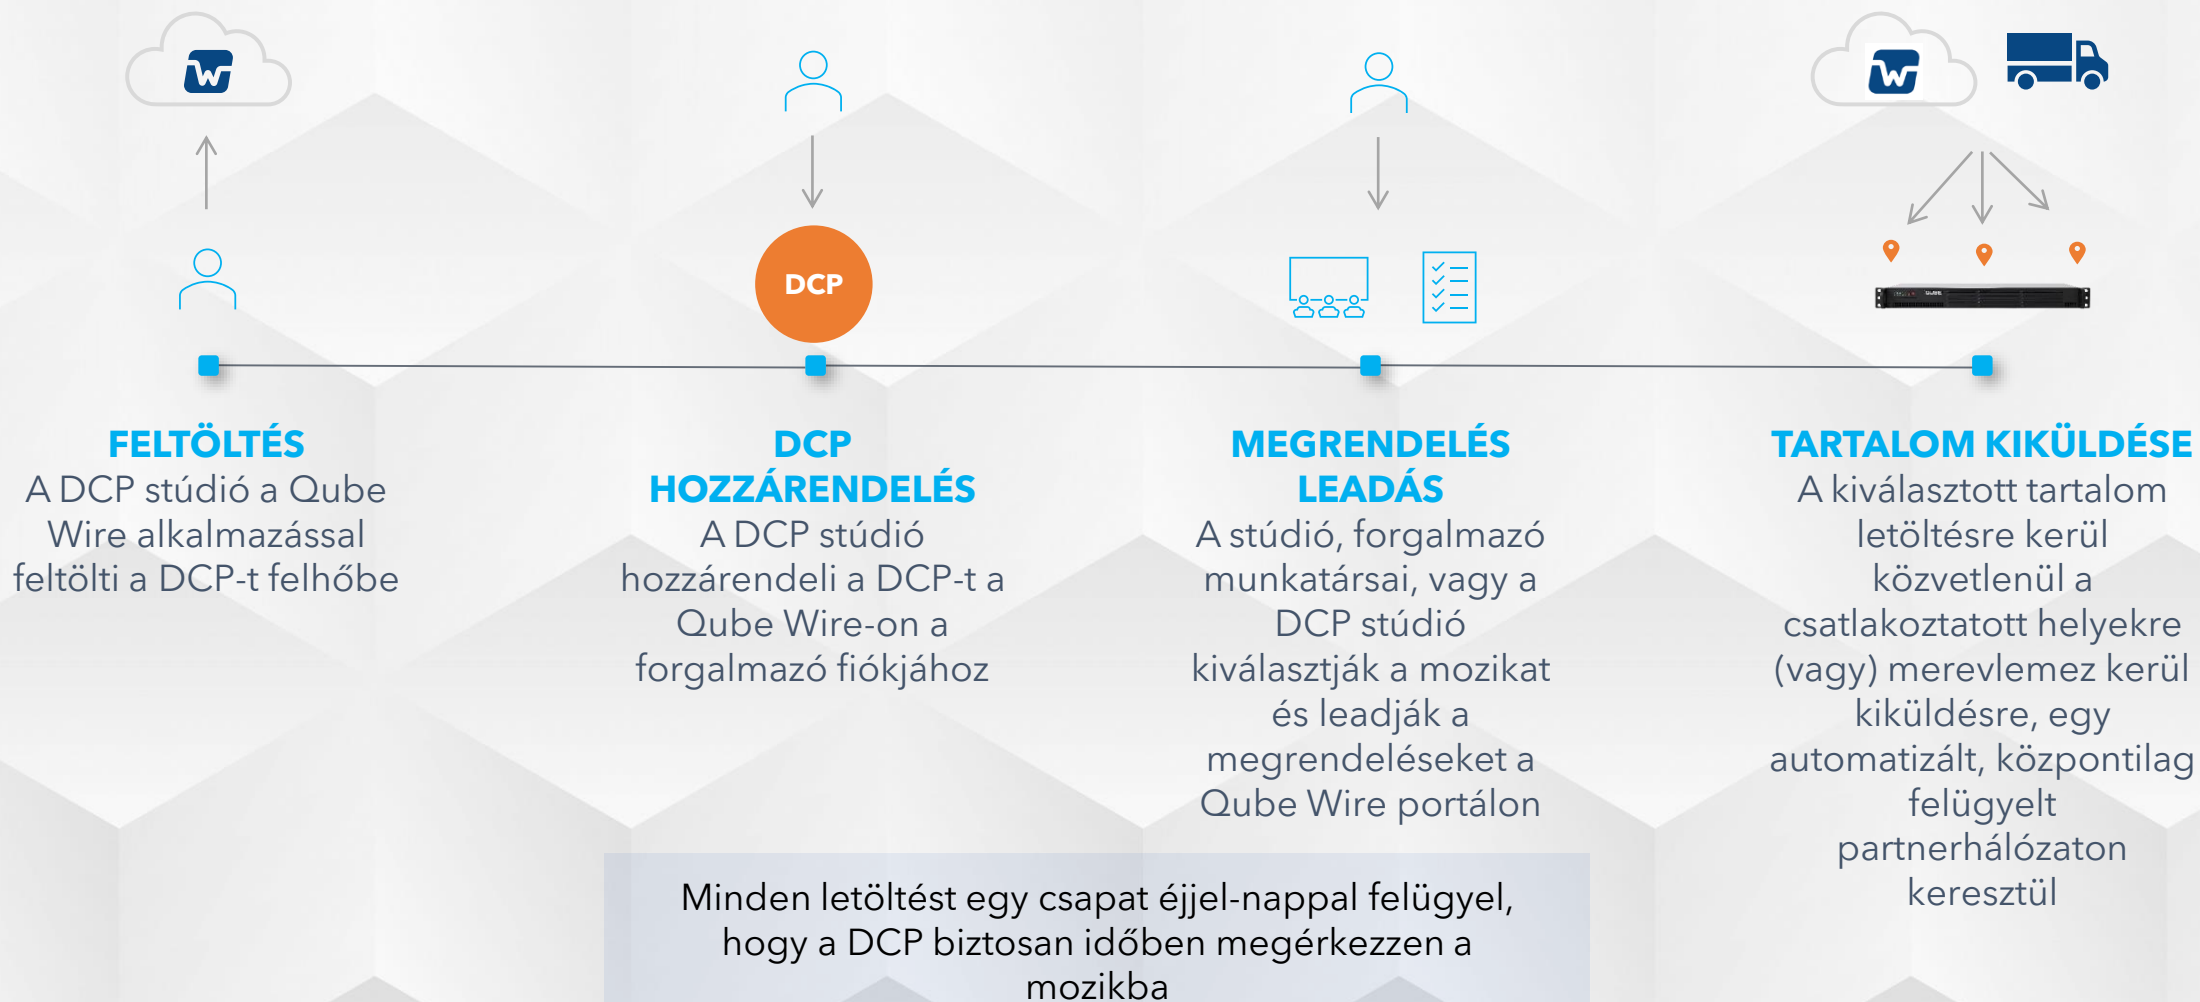 DCP
FELTÖLTÉS
A DCP stúdió a Qube
Wire alkalmazással
feltölti a DCP-t felhőbe
DCP
HOZZÁRENDELÉS
A DCP stúdió
hozzárendeli a DCP-t a
Qube Wire-on a
forgalmazó fiókjához
MEGRENDELÉS
LEADÁS
A stúdió, forgalmazó
munkatársai, vagy a
DCP stúdió
kiválasztják a mozikat
és leadják a
megrendeléseket a
Qube Wire portálon
TARTALOM KIKÜLDÉSE
A kiválasztott tartalom
letöltésre kerül
közvetlenül a
csatlakoztatott helyekre
(vagy) merevlemez kerül
kiküldésre, egy
automatizált, központilag
felügyelt
partnerhálózaton
keresztül
Minden letöltést egy csapat éjjel-nappal felügyel,
hogy a DCP biztosan időben megérkezzen a
mozikba